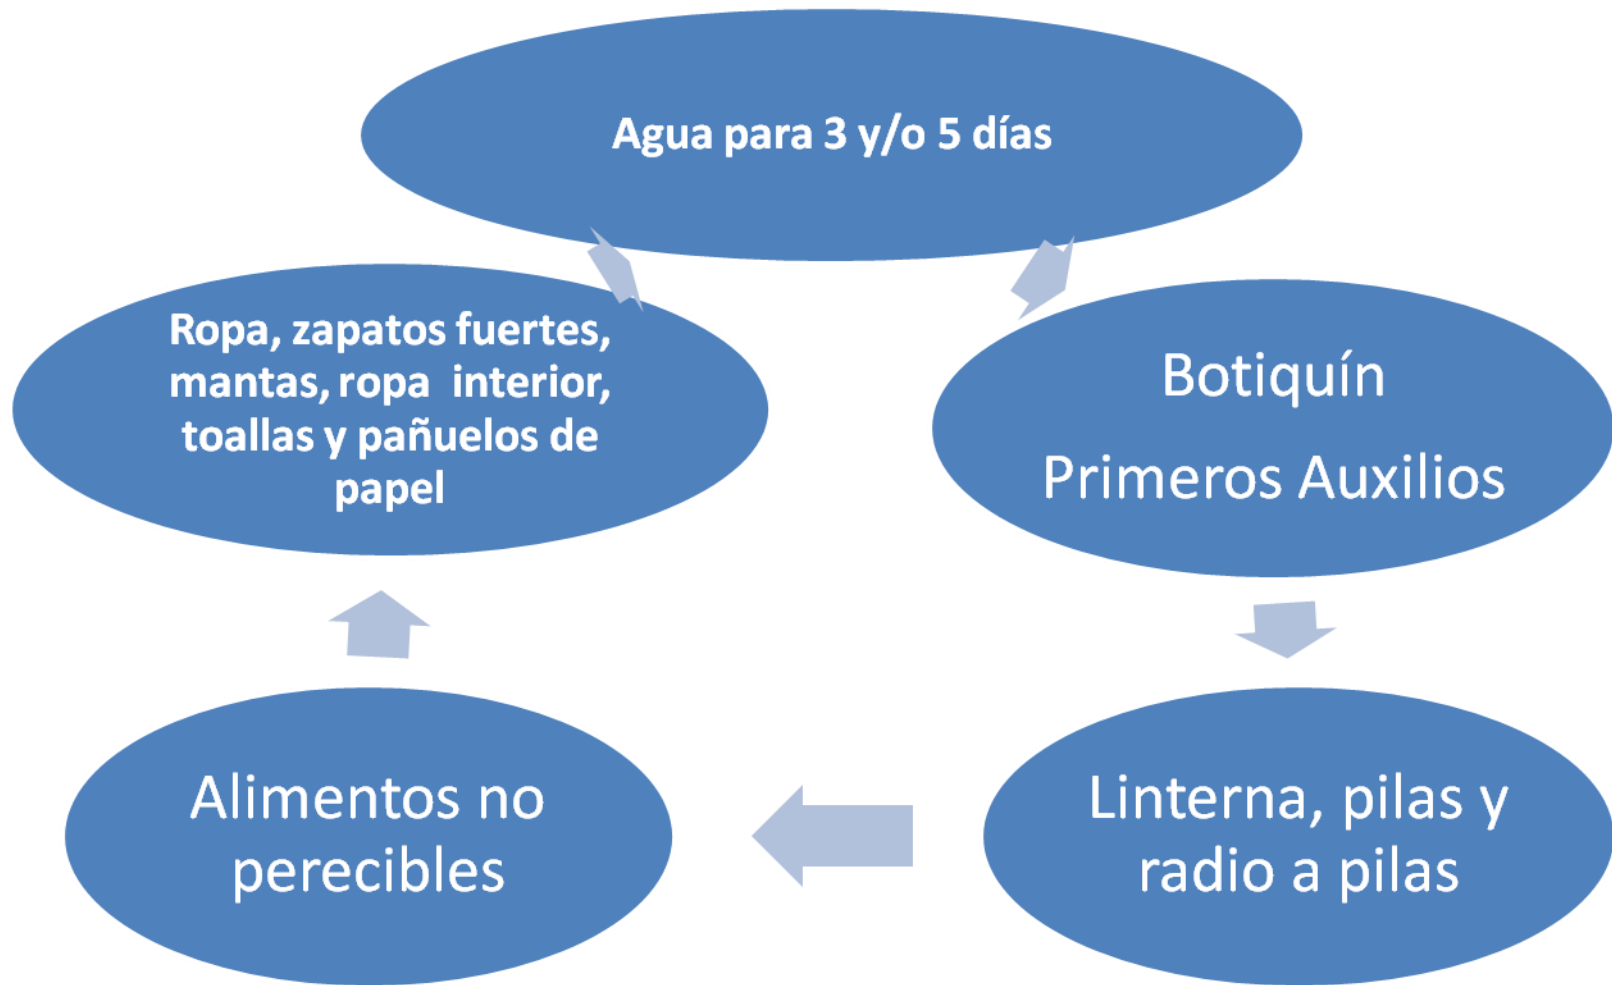 Agua para 3 y/o 5 días
Ropa, zapatos fuertes,
mantas, ropa interior,
toallas y pañuelos de
papel
Botiquín
Primeros Auxilios
Alimentos no
perecibles
Linterna, pilas y
radio a pilas